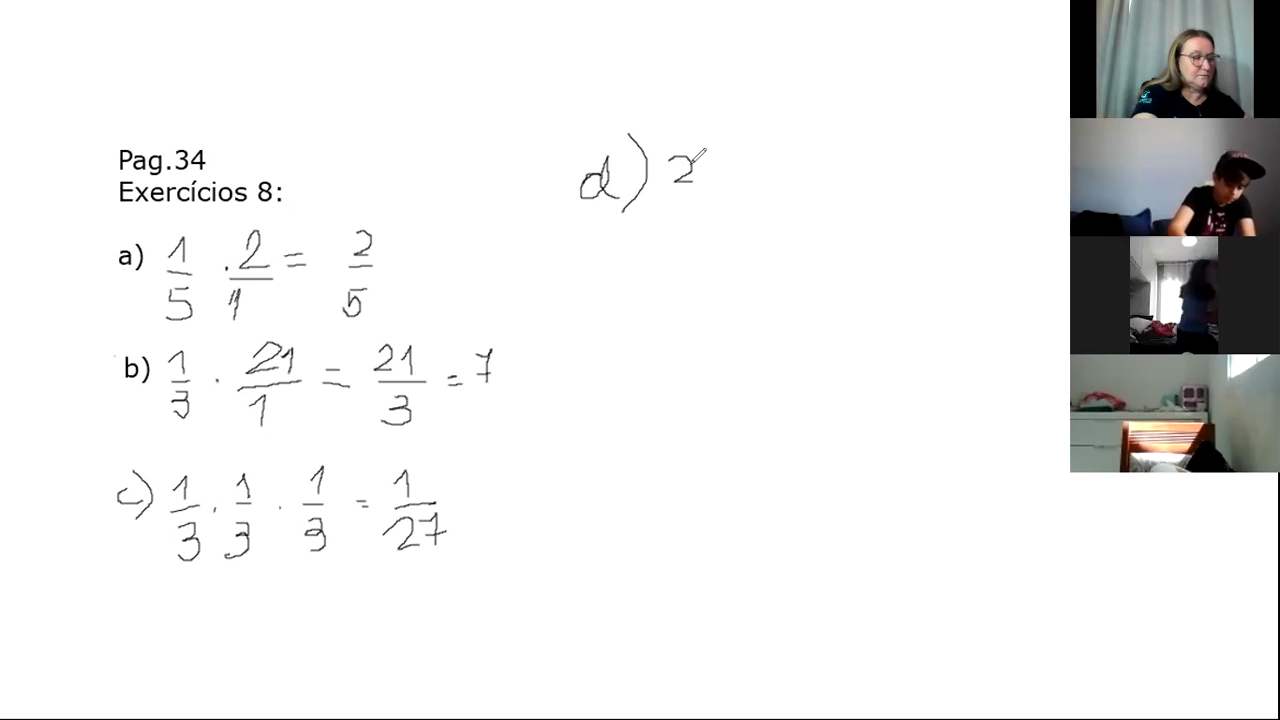 Pag.34
Exercícios 8:
a) 1/5 . 2/1 = 2/5
b) 1/3 . 21/1 = 21/3 = 7
c) 1/3 . 1/3 . 1/3 = 1/27
d) 2